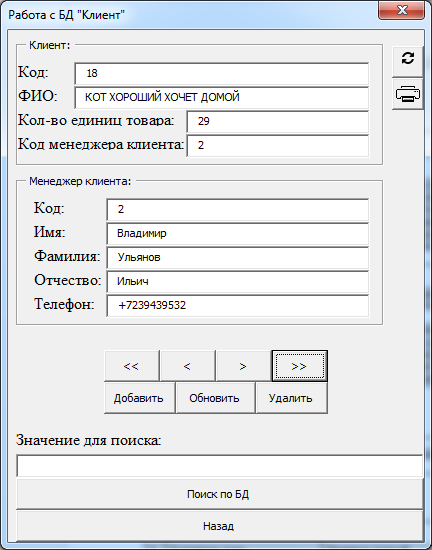 Работа с БД "Клиент"
Клиент:
Код: 18
ФИО: КОТ ХОРОШИЙ ХОЧЕТ ДОМОЙ
Кол-во единиц товара: 29
Код менеджера клиента: 2
Менеджер клиента:
Код: 2
Имя: Владимир
Фамилия: Ульянов
Отчество: Ильич
Телефон: +7239439532
<< < > >>
Добавить Обновить Удалить
Значение для поиска:
Поиск по БД
Назад